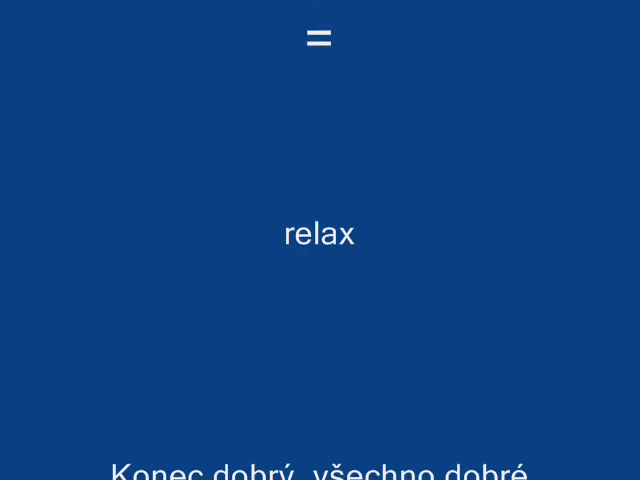 =
relax
Konec dobrý, všechno dobré